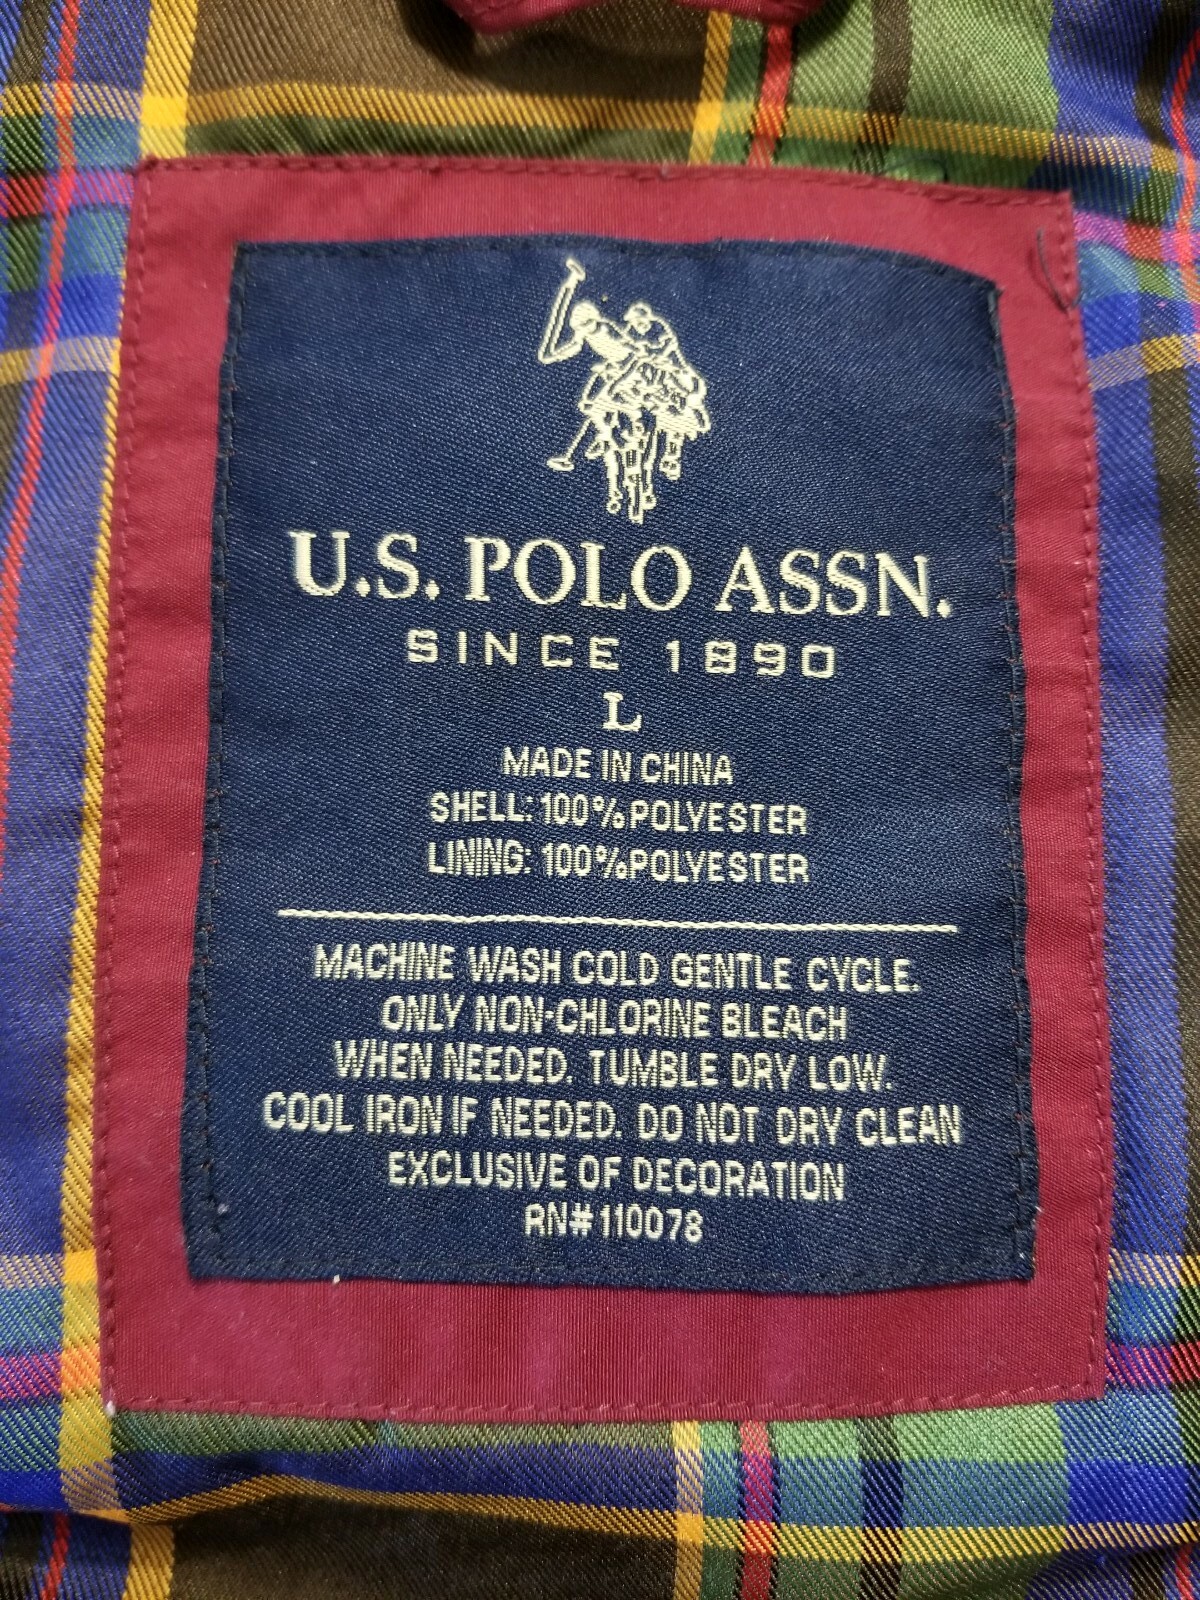 U.S. POLO ASSN.
SINCE 1890
L
MADE IN CHINA
SHELL: 100% POLYESTER
LINING: 100%POLYESTER
MACHINE WASH COLD GENTLE CYCLE.
ONLY NON-CHLORINE BLEACH
WHEN NEEDED. TUMBLE DRY LOW.
COOL IRON IF NEEDED. DO NOT DRY CLEAN
EXCLUSIVE OF DECORATION
RN# 110078